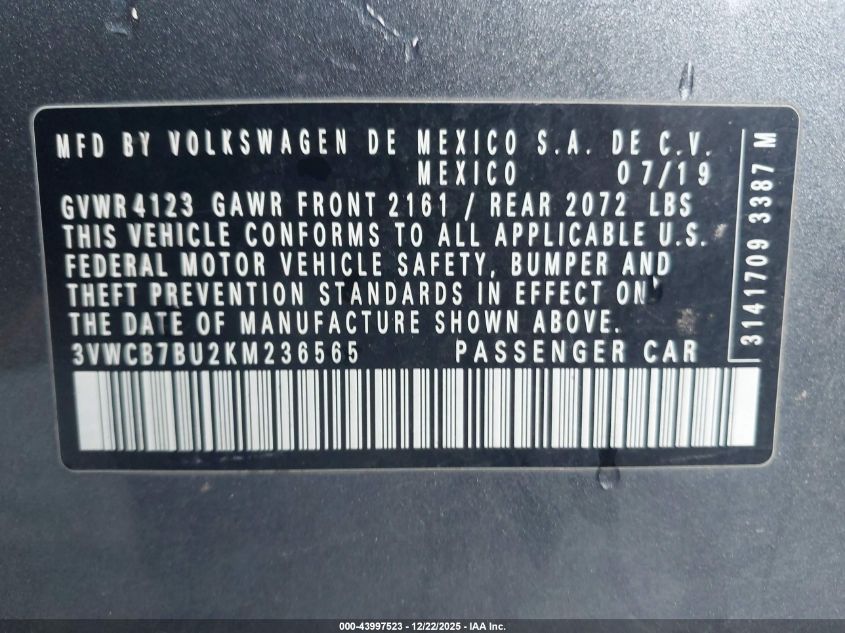 MFD BY VOLKSWAGEN DE MEXICO S.A. DE C.V.
MEXICO 07/19
GVWR 4123 GAWR FRONT 2161 / REAR 2072 LBS
THIS VEHICLE CONFORMS TO ALL APPLICABLE U.S.
FEDERAL MOTOR VEHICLE SAFETY, BUMPER AND
THEFT PREVENTION STANDARDS IN EFFECT ON
THE DATE OF MANUFACTURE SHOWN ABOVE.
3VWCB7BU2KM236565 PASSENGER CAR
3141709 3387 M
000-43997523 - 12/22/2025 - IAA Inc.